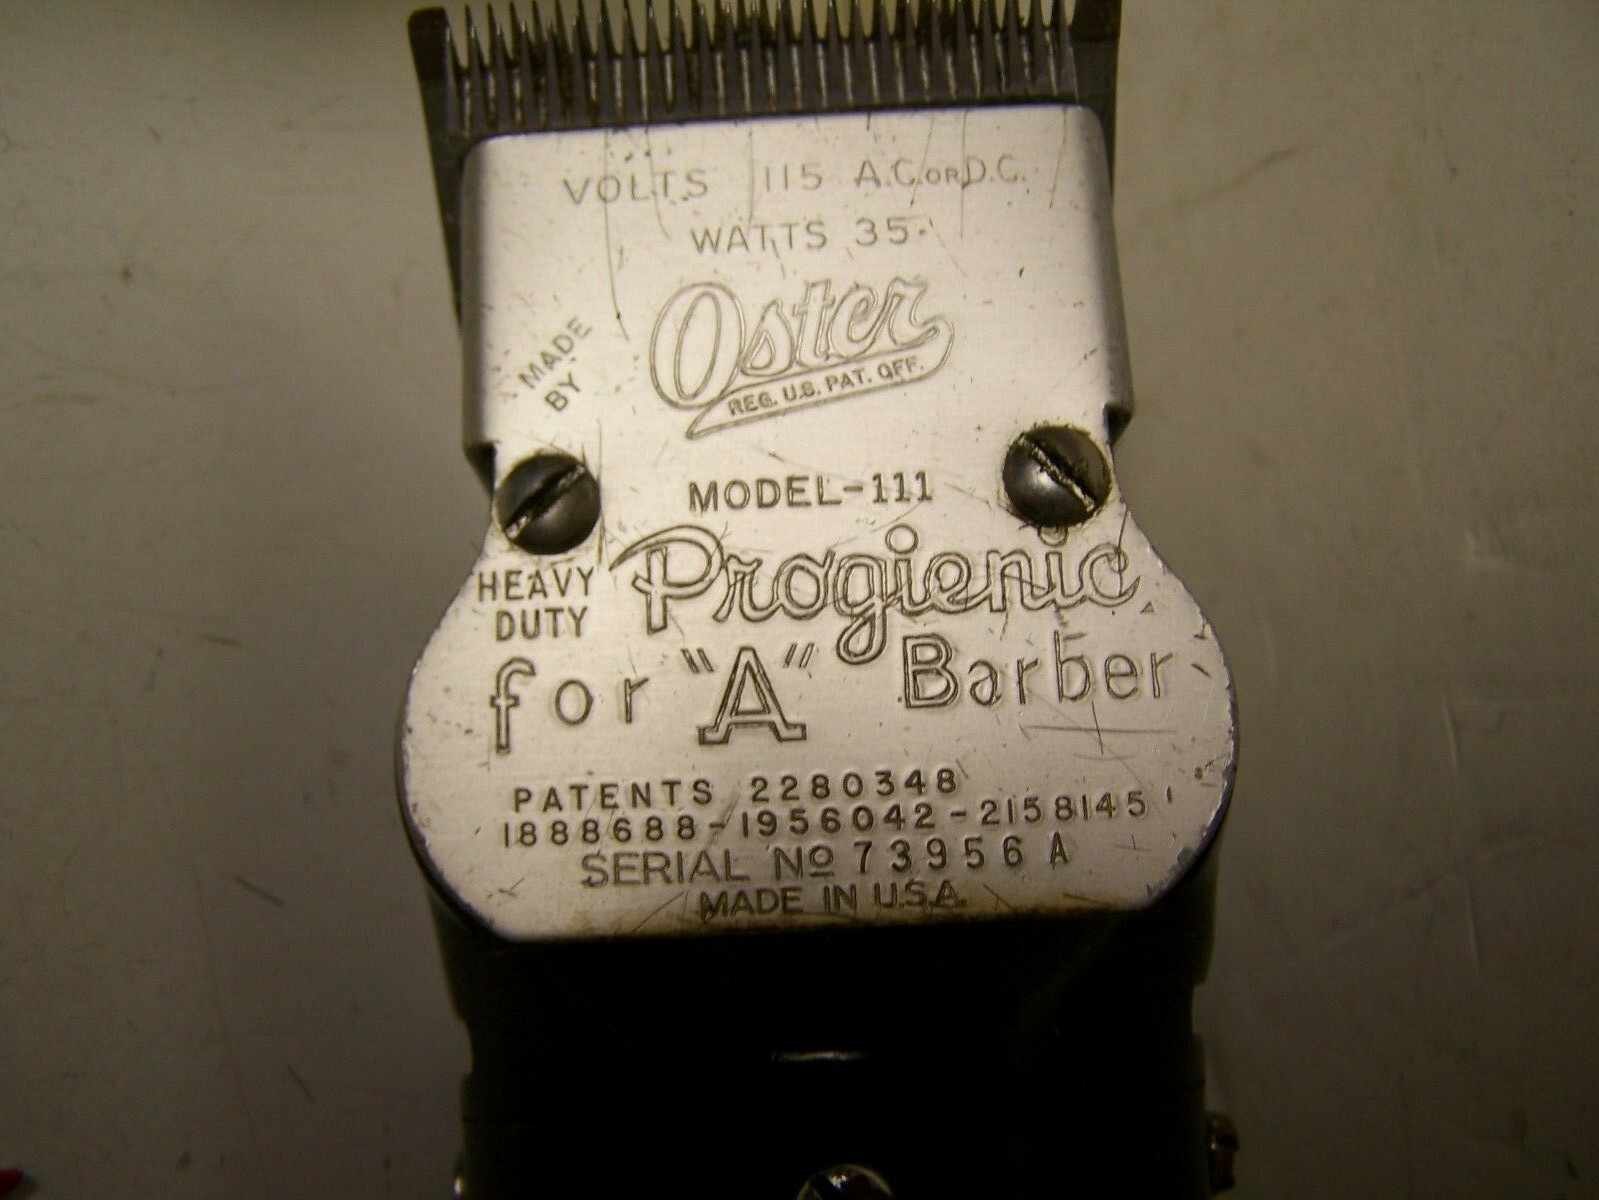 VOLTS 115 A.C. OR D.C.
WATTS 35
MADE
BY
Oster
REG. U.S. PAT. OFF.
MODEL-111
HEAVY
DUTY
Progienic
for "A" Barber
PATENTS 2280348
1888688-1956042-2158145
SERIAL No 73956 A
MADE IN U.S.A.